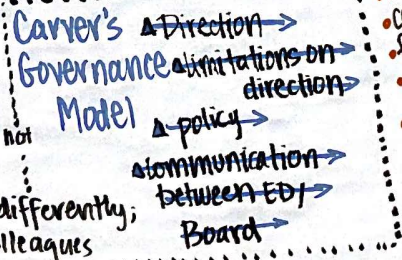 Carver's
Governance
Model
▵ Direction →
▵ limitations on →
direction →
▵ policy →
▵ communication →
between ED/ →
Board →
not
differently;
lleagues